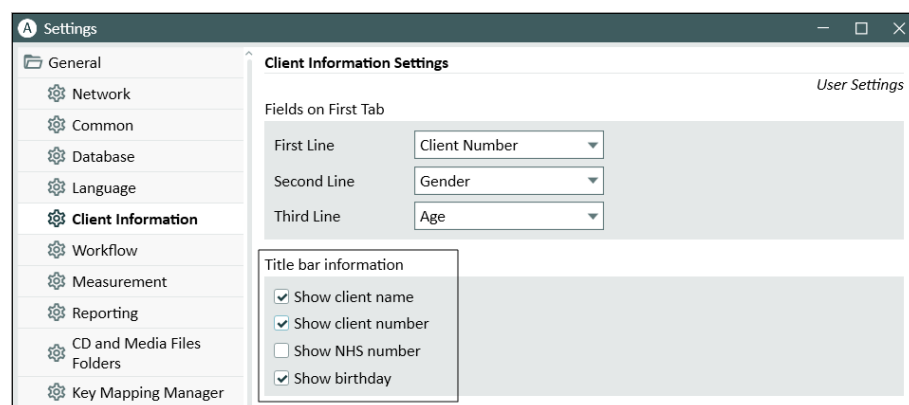 A Settings
General
Network
Common
Database
Language
Client Information
Workflow
Measurement
Reporting
CD and Media Files
Folders
Key Mapping Manager
Client Information Settings
User Settings
Fields on First Tab
First Line Client Number
Second Line Gender
Third Line Age
Title bar information
Show client name
Show client number
Show NHS number
Show birthday